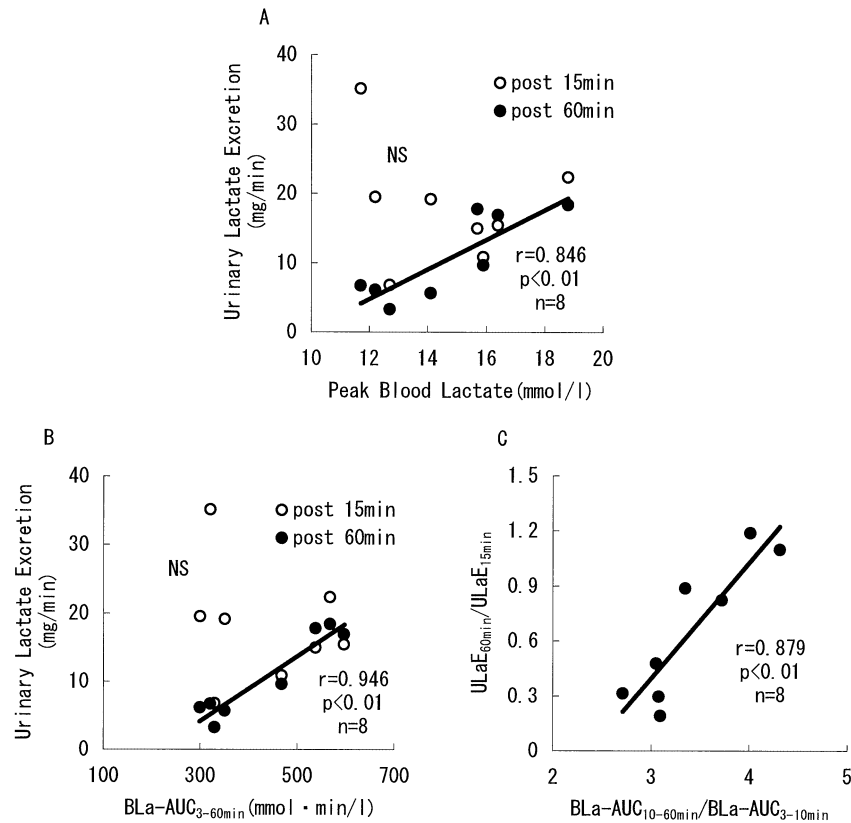 A
Urinary Lactate Excretion
(mg/min)
40
30
20
10
0
post 15min
post 60min
NS
r=0.846
p<0.01
n=8
10 12 14 16 18 20
Peak Blood Lactate(mmol/l)
B
Urinary Lactate Excretion
(mg/min)
40
30
20
10
0
post 15min
post 60min
NS
r=0.946
p<0.01
n=8
100 300 500 700
BLa-AUC3-60min(mmol・min/l)
C
ULaE60min/ULaE15min
1.5
1.2
0.9
0.6
0.3
0
r=0.879
p<0.01
n=8
2 3 4 5
BLa-AUC10-60min/BLa-AUC3-10min